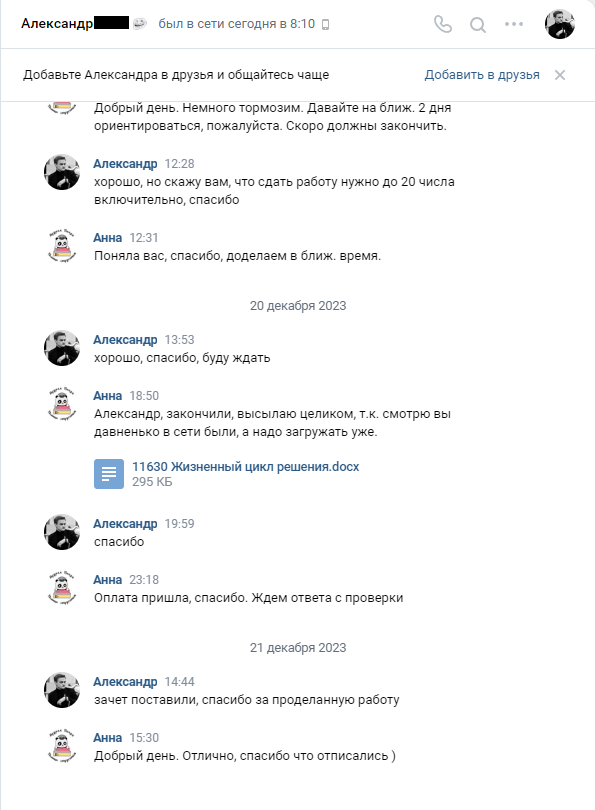 Александр был в сети сегодня в 8:10
Добавьте Александра в друзья и общайтесь чаще Добавить в друзья
Добрый день. Немного тормозим. Давайте на ближ. 2 дня
ориентироваться, пожалуйста. Скоро должны закончить.
Александр 12:28
хорошо, но скажу вам, что сдать работу нужно до 20 числа
включительно, спасибо
Анна 12:31
Поняла вас, спасибо, доделаем в ближ. время.
20 декабря 2023
Александр 13:53
хорошо, спасибо, буду ждать
Анна 18:50
Александр, закончили, высылаю целиком, т.к. смотрю вы
давненько в сети были, а надо загружать уже.
11630 Жизненный цикл решения.docx
295 КБ
Александр 19:59
спасибо
Анна 23:18
Оплата пришла, спасибо. Ждем ответа с проверки
21 декабря 2023
Александр 14:44
зачет поставили, спасибо за проделанную работу
Анна 15:30
Добрый день. Отлично, спасибо что отписались )